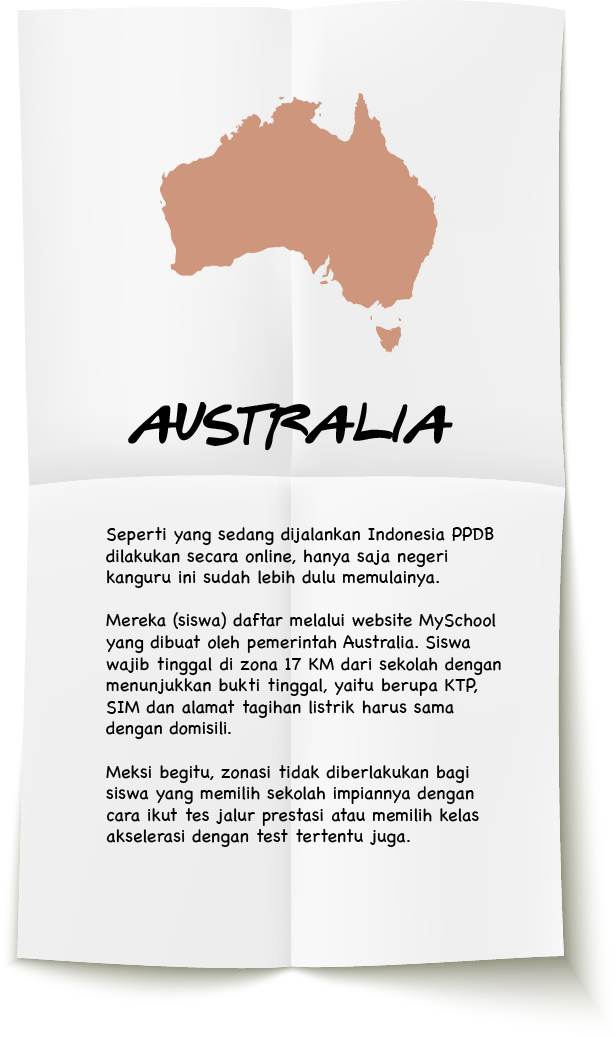 AUSTRALIA
Seperti yang sedang dijalankan Indonesia PPDB
dilakukan secara online, hanya saja negeri
kanguru ini sudah lebih dulu memulainya.
Mereka (siswa) daftar melalui website MySchool
yang dibuat oleh pemerintah Australia. Siswa
wajib tinggal di zona 17 KM dari sekolah dengan
menunjukkan bukti tinggal, yaitu berupa KTP,
SIM dan alamat tagihan listrik harus sama
dengan domisili.
Meksi begitu, zonasi tidak diberlakukan bagi
siswa yang memilih sekolah impiannya dengan
cara ikut tes jalur prestasi atau memilih kelas
akselerasi dengan test tertentu juga.